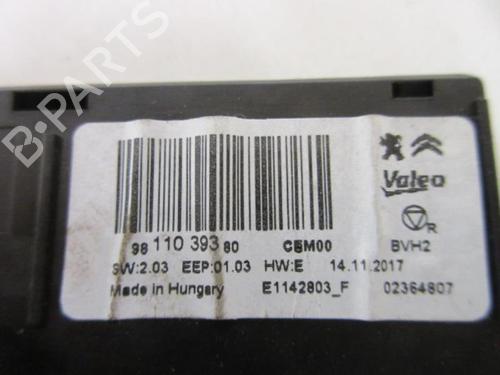 B-PARTS
98 110 393 80 CBM00
Valeo
R
BVH2
SW:2.03 EEP:01.03 HW:E 14.11.2017
Made in Hungary E1142803_F 02364807